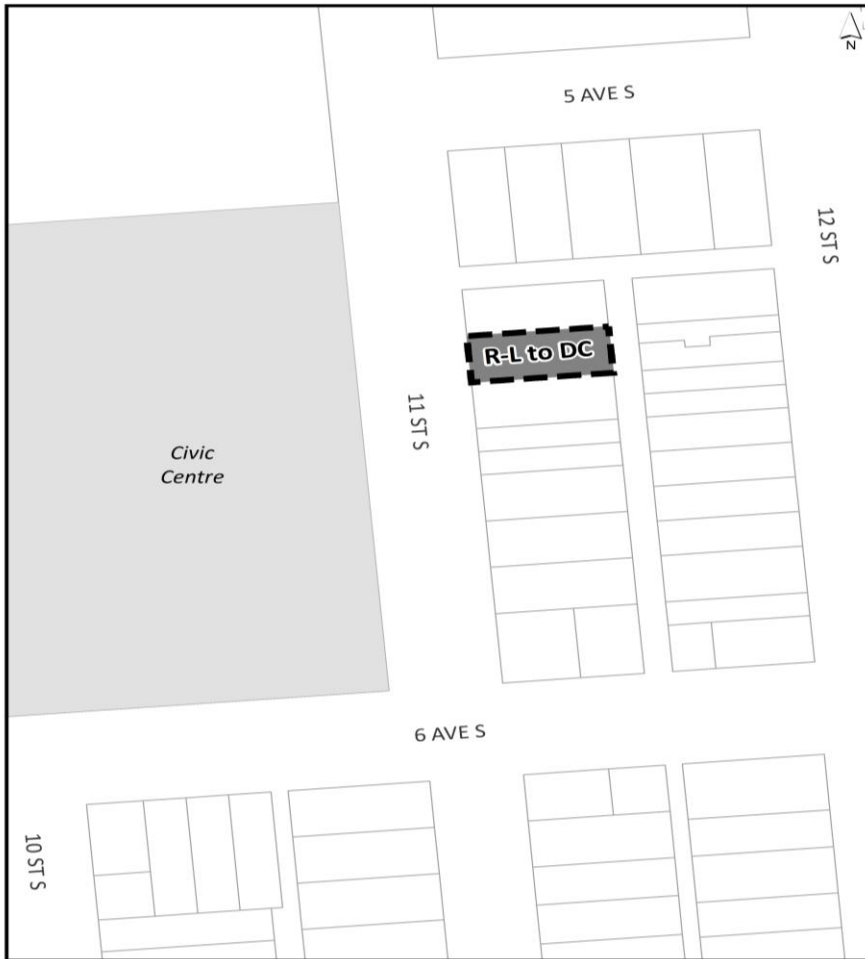 N
5 AVE S
12 ST S
R-L to DC
11 ST S
Civic
Centre
6 AVE S
10 ST S